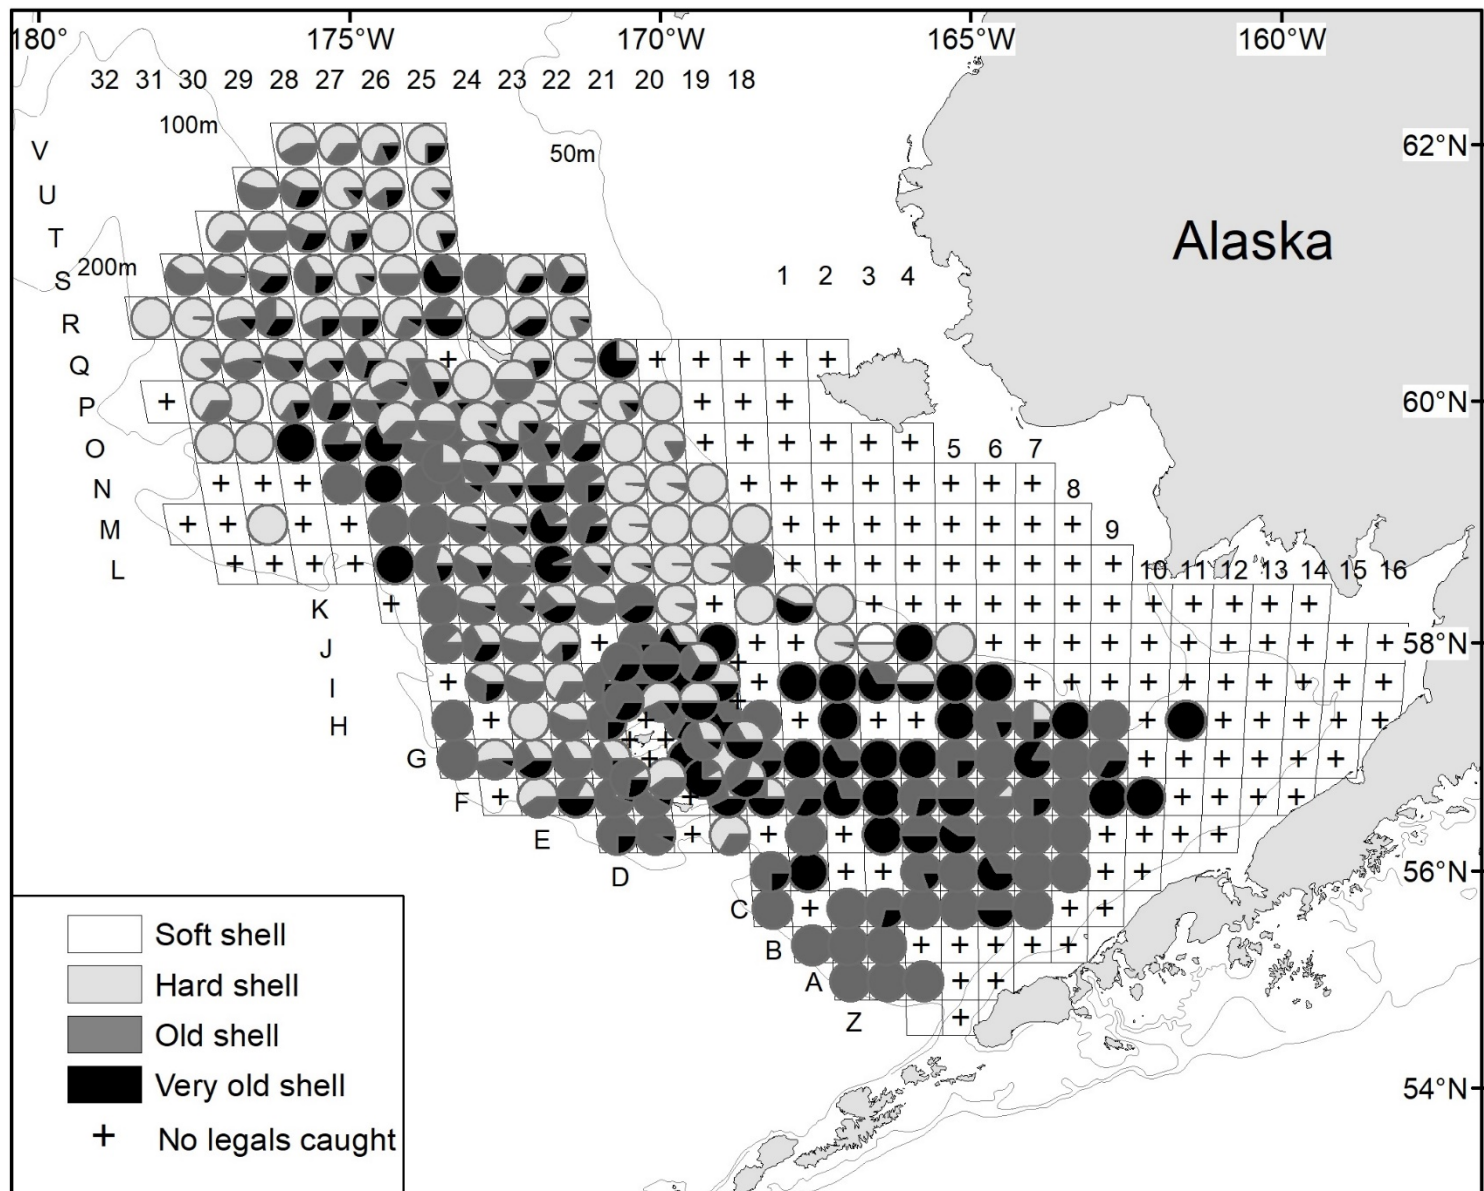 180° 175°W 170°W 165°W 160°W
32 31 30 29 28 27 26 25 24 23 22 21 20 19 18
100m
50m
V
62°N
U
T
Alaska
200m
S
1 2 3 4
R
Q
P
60°N
O
5 6 7
N
8
M
9
L
10 11 12 13 14 15 16
K
J
58°N
I
H
G
F
E
D
56°N
C
B
A
Z
54°N
Soft shell
Hard shell
Old shell
Very old shell
+ No legals caught